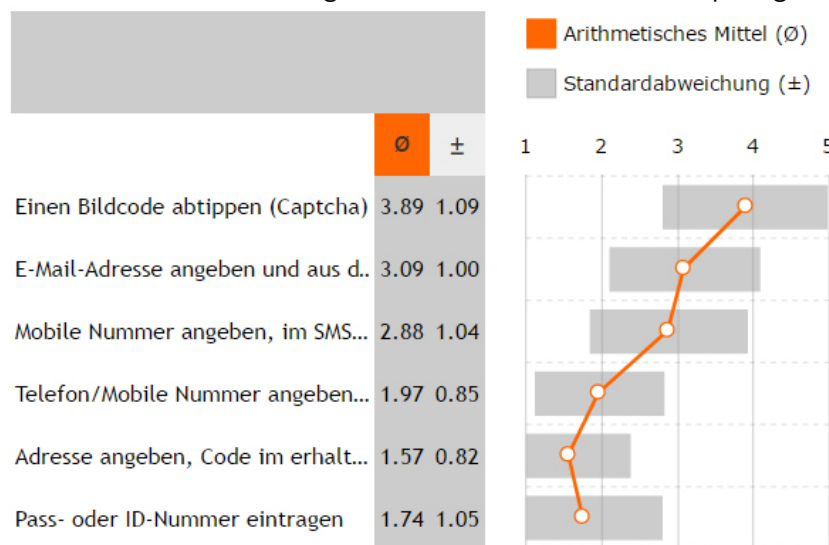 Arithmetisches Mittel (Ø)
Standardabweichung (±)
Ø ± 1 2 3 4 5
Einen Bildcode abtippen (Captcha) 3.89 1.09
E-Mail-Adresse angeben und aus d.. 3.09 1.00
Mobile Nummer angeben, im SMS... 2.88 1.04
Telefon/Mobile Nummer angeben... 1.97 0.85
Adresse angeben, Code im erhalt... 1.57 0.82
Pass- oder ID-Nummer eintragen 1.74 1.05